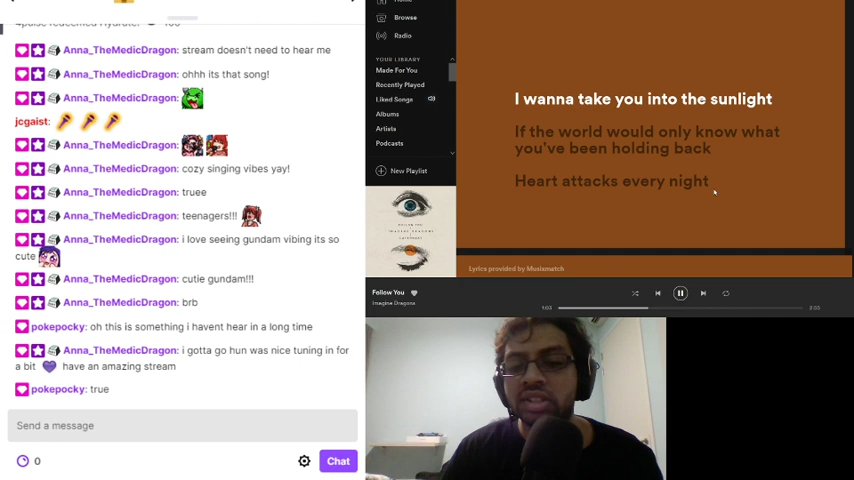 Anna_TheMedicDragon: stream doesn't need to hear me
Anna_TheMedicDragon: ohhh its that song!
Anna_TheMedicDragon:
jcgaist:
Anna_TheMedicDragon:
Anna_TheMedicDragon: cozy singing vibes yay!
Anna_TheMedicDragon: truee
Anna_TheMedicDragon: teenagers!!!
Anna_TheMedicDragon: i love seeing gundam vibing its so
cute
Anna_TheMedicDragon: cutie gundam!!!
Anna_TheMedicDragon: brb
pokepocky: oh this is something i havent hear in a long time
Anna_TheMedicDragon: i gotta go hun was nice tuning in for
a bit have an amazing stream
pokepocky: true
Send a message
0
Chat
Home
Browse
Radio
YOUR LIBRARY
Made For You
Recently Played
Liked Songs
Albums
Artists
Podcasts
New Playlist
I wanna take you into the sunlight
If the world would only know what
you've been holding back
Heart attacks every night
Lyrics provided by Musixmatch
Follow You
Imagine Dragons
1:03
2:55